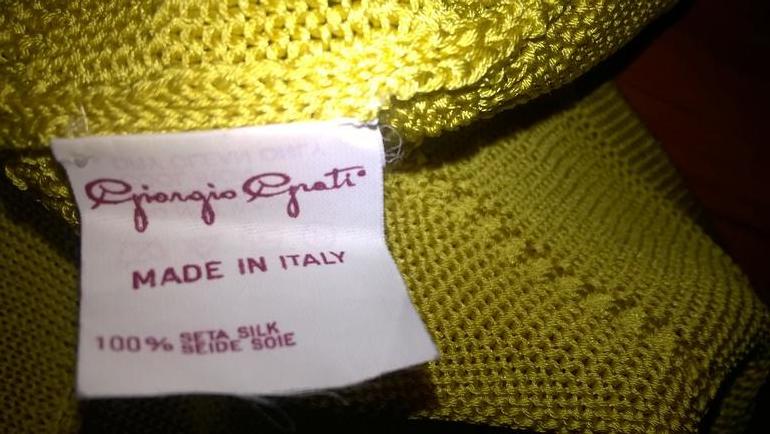 Giorgio Grati
MADE IN ITALY
100% SETA SILK
SEIDE SOIE